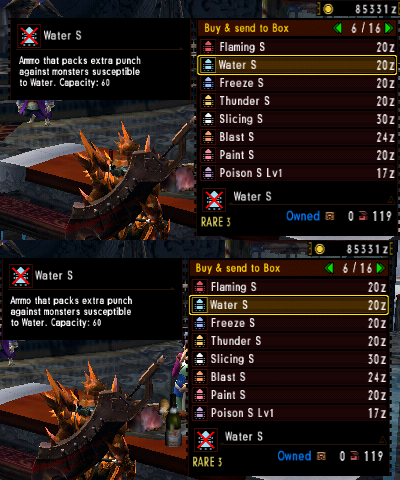 85331z
Water S
Buy & send to Box 6 / 16
Ammo that packs extra punch
against monsters susceptible
to Water. Capacity: 60
Flaming S 20z
Water S 20z
Freeze S 20z
Thunder S 20z
Slicing S 30z
Blast S 24z
Paint S 20z
Poison S Lv1 17z
Water S
RARE 3
Owned 0 119
85331z
Water S
Buy & send to Box 6 / 16
Ammo that packs extra punch
against monsters susceptible
to Water. Capacity: 60
Flaming S 20z
Water S 20z
Freeze S 20z
Thunder S 20z
Slicing S 30z
Blast S 24z
Paint S 20z
Poison S Lv1 17z
Water S
RARE 3
Owned 0 119